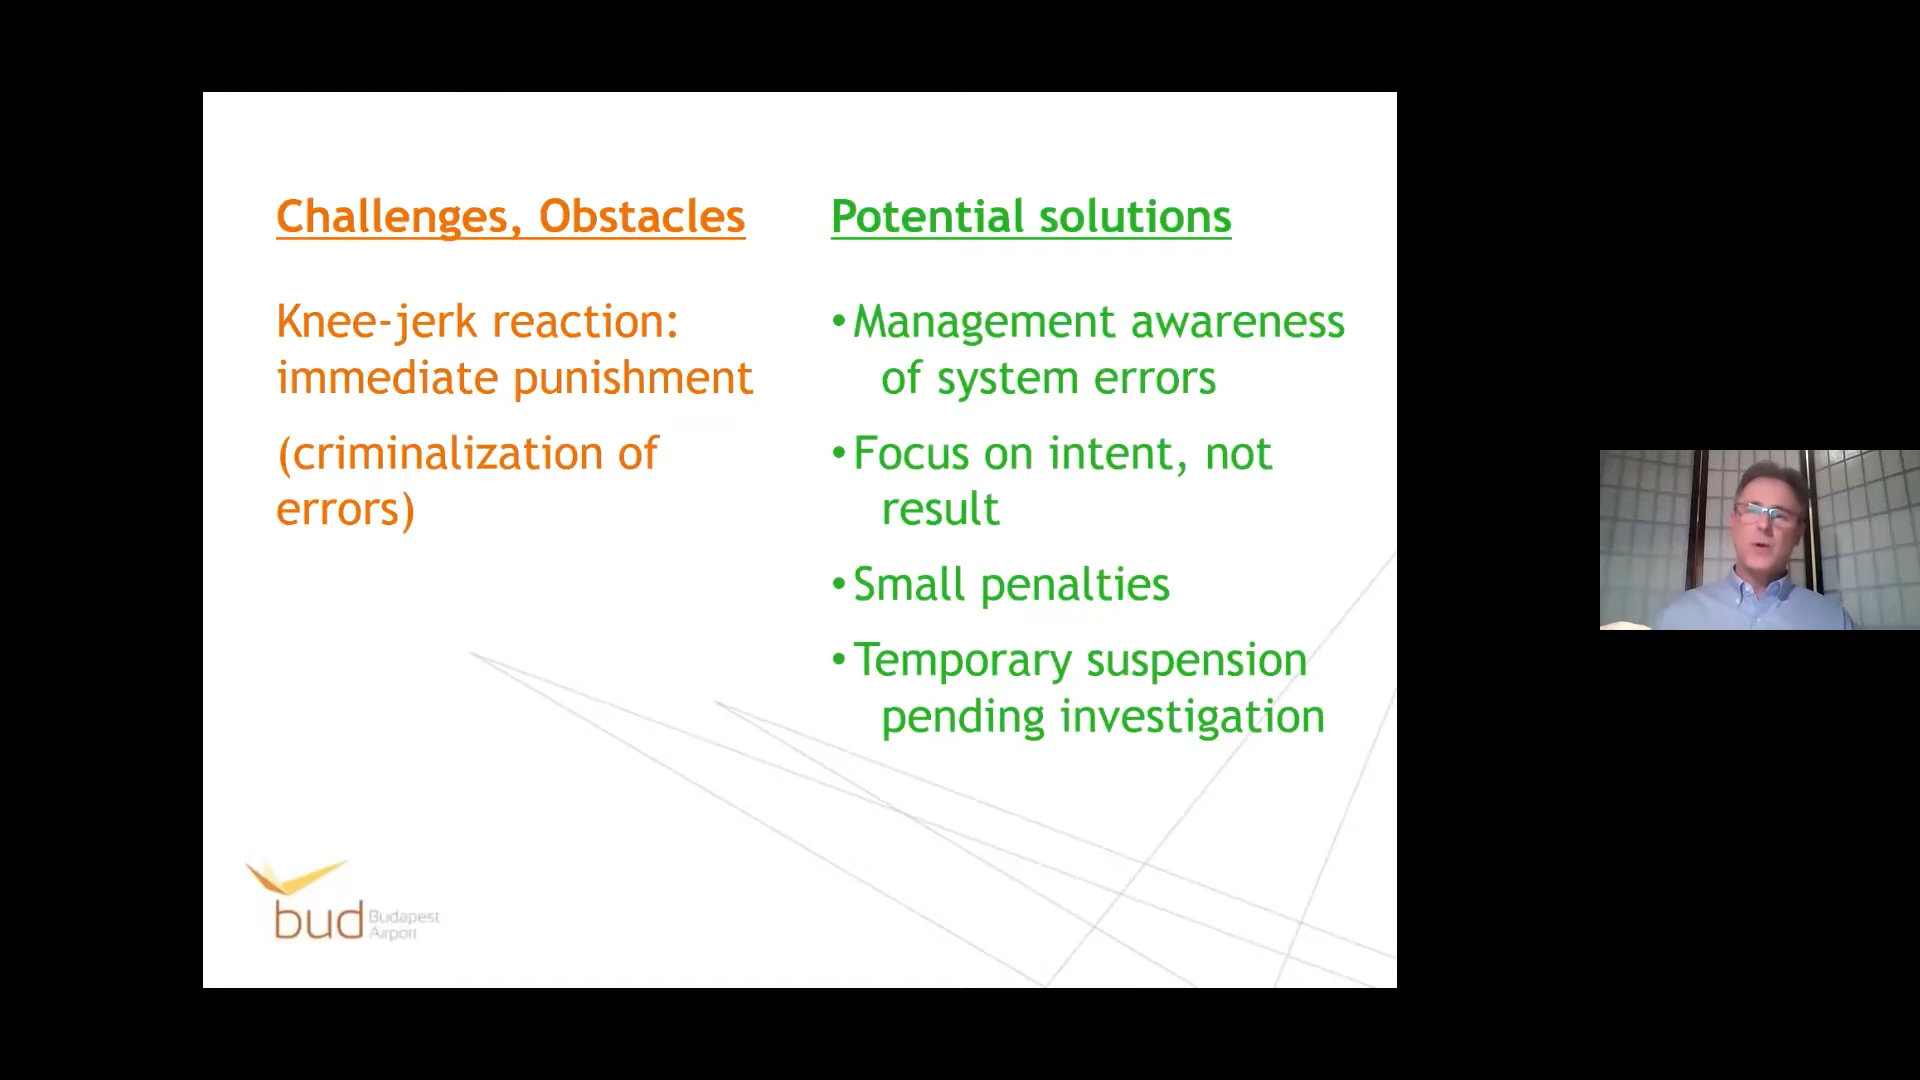 Challenges, Obstacles
Knee-jerk reaction:
immediate punishment
(criminalization of
errors)
Potential solutions
•Management awareness
of system errors
•Focus on intent, not
result
•Small penalties
•Temporary suspension
pending investigation
bud Budapest
Airport